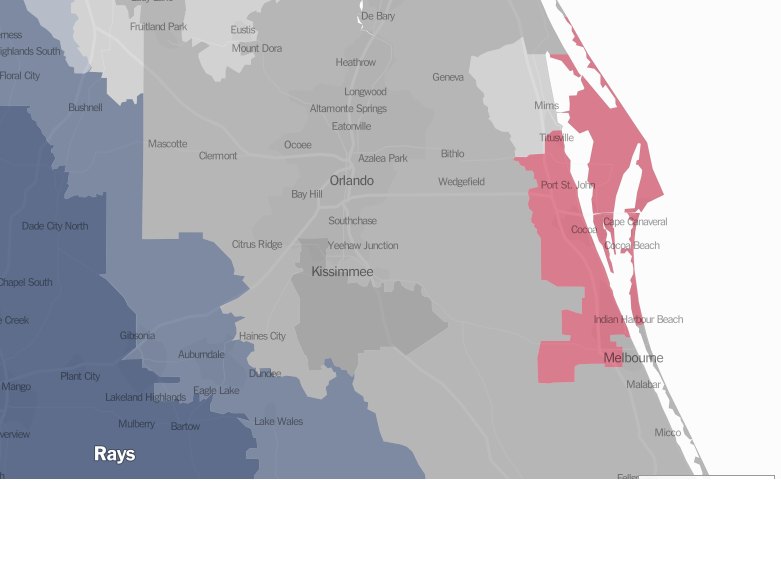 De Bary
Fruitland Park
Eustis
Mount Dora
Highlands South
Heathrow
Floral City
Geneva
Longwood
Bushnell
Altamonte Springs
Mims
Eatonville
Titusville
Mascotte
Ocoee
Clermont
Azalea Park
Bithlo
Orlando
Wedgefield
Port St. John
Bay Hill
Dade City North
Southchase
Cape Canaveral
Cocoa
Citrus Ridge
Yeehaw Junction
Cocoa Beach
Kissimmee
Chapel South
Creek
Indian Harbour Beach
Gibsonia
Haines City
Auburndale
Melbourne
Plant City
Dundee
Mango
Eagle Lake
Malabar
Lakeland Highlands
Mulberry
Bartow
Lake Wales
Micco
verview
Rays